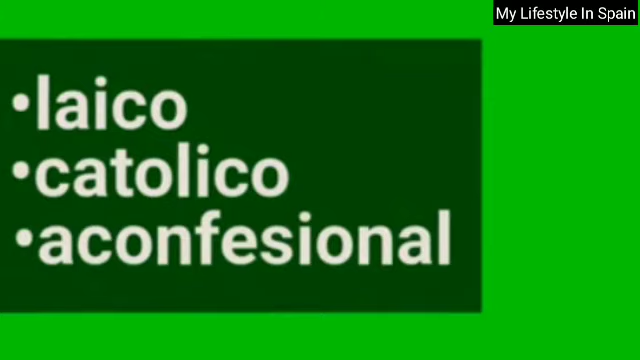 My Lifestyle In Spain
•laico
•catolico
•aconfesional